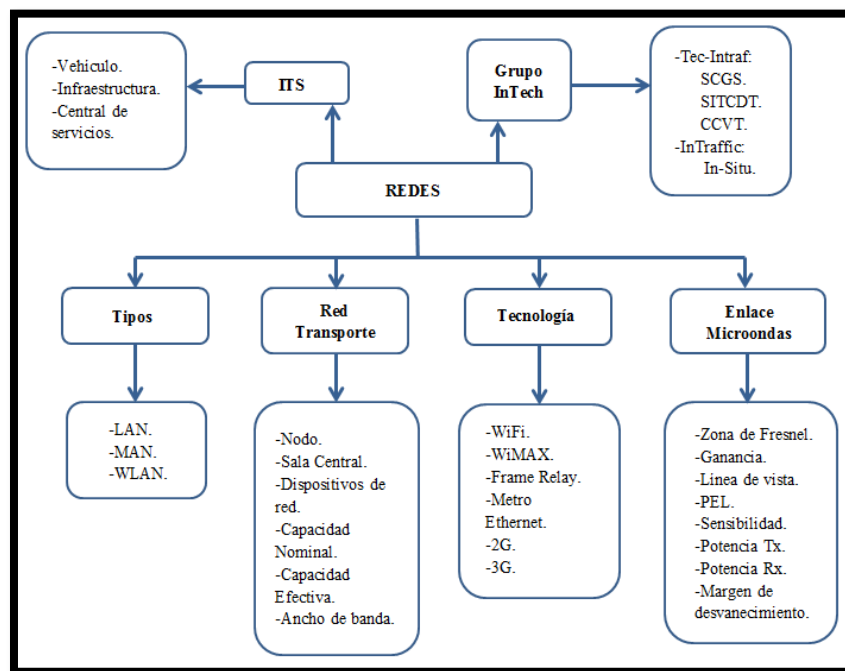 -Vehiculo.
-Infraestructura.
-Central de
servicios.
ITS
Grupo
InTech
-Tec-Intraf:
SCGS.
SITCDT.
CCVT.
-InTraffic:
In-Situ.
REDES
Tipos
Red
Transporte
Tecnología
Enlace
Microondas
-LAN.
-MAN.
-WLAN.
-Nodo.
-Sala Central.
-Dispositivos de
red.
-Capacidad
Nominal.
-Capacidad
Efectiva.
-Ancho de banda.
-WiFi.
-WiMAX.
-Frame Relay.
-Metro
Ethernet.
-2G.
-3G.
-Zona de Fresnel.
-Ganancia.
-Linea de vista.
-PEL.
-Sensibilidad.
-Potencia Tx.
-Potencia Rx.
-Margen de
desvanecimiento.